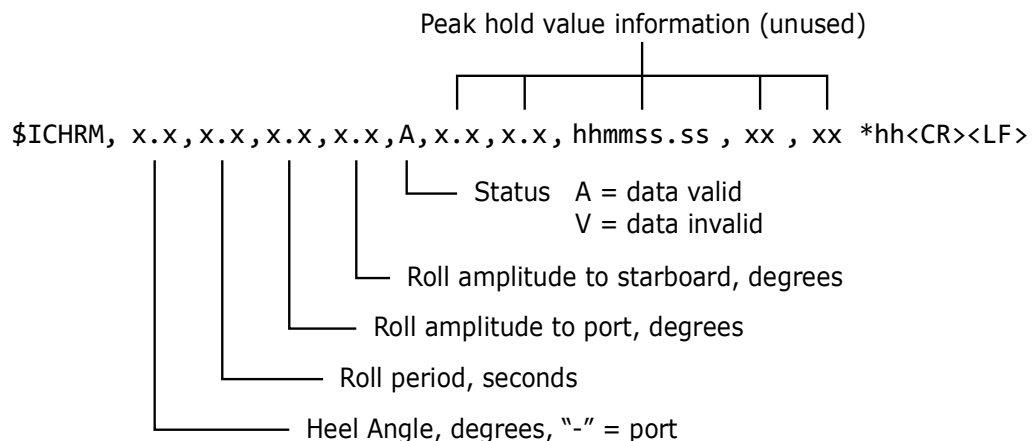 Peak hold value information (unused)
$ICHRM, x.x,x.x,x.x,x.x,A,x.x,x.x, hhmmss.ss , xx , xx *hh<CR><LF>
Status A = data valid
V = data invalid
Roll amplitude to starboard, degrees
Roll amplitude to port, degrees
Roll period, seconds
Heel Angle, degrees, “-” = port